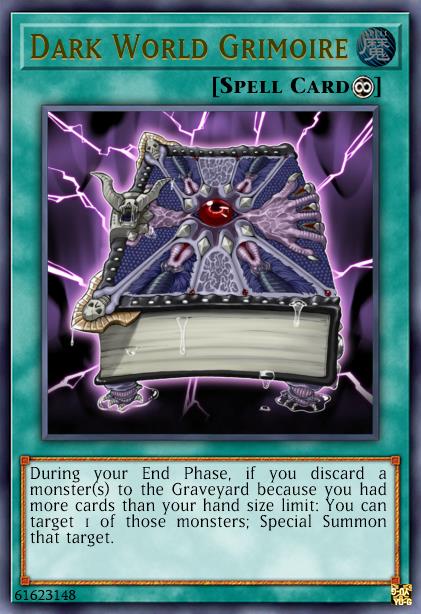 DARK WORLD GRIMOIRE
SPELL
魔
[SPELL CARD]
During your End Phase, if you discard a
monster(s) to the Graveyard because you had
more cards than your hand size limit: You can
target 1 of those monsters; Special Summon
that target.
61623148